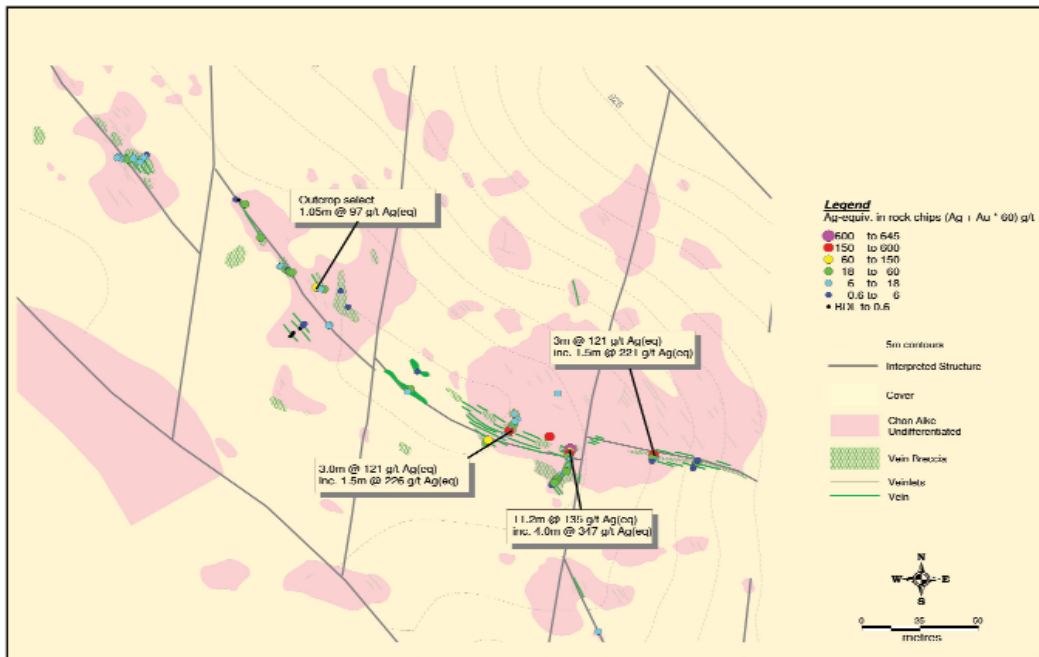 Outcrop select
1.05m @ 97 g/t Ag(eq)
3m @ 121 g/t Ag(eq)
inc. 1.5m @ 221 g/t Ag(eq)
3.0m @ 121 g/t Ag(eq)
inc. 1.5m @ 226 g/t Ag(eq)
11.2m @ 135 g/t Ag(eq)
inc. 4.0m @ 347 g/t Ag(eq)
Legend
Ag-equiv. in rock chips (Ag + Au * 60) g/t
600 to 645
150 to 600
60 to 150
18 to 60
6 to 18
0.6 to 6
BDL to 0.6
5m contours
Interpreted Structure
Cover
Chon Aike
Undifferentiated
Vein Breccia
Veinlets
Vein
N
W E
S
0 25 50
metres